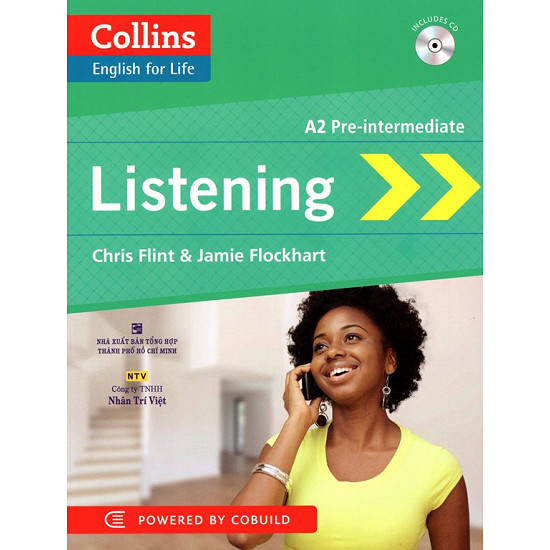 Collins
English for Life
INCLUDES CD
A2 Pre-intermediate
Listening
Chris Flint & Jamie Flockhart
NHÀ XUẤT BẢN TỔNG HỢP
THÀNH PHỐ HỒ CHÍ MINH
NTV
Công ty TNHH
Nhân Trí Việt
POWERED BY COBUILD